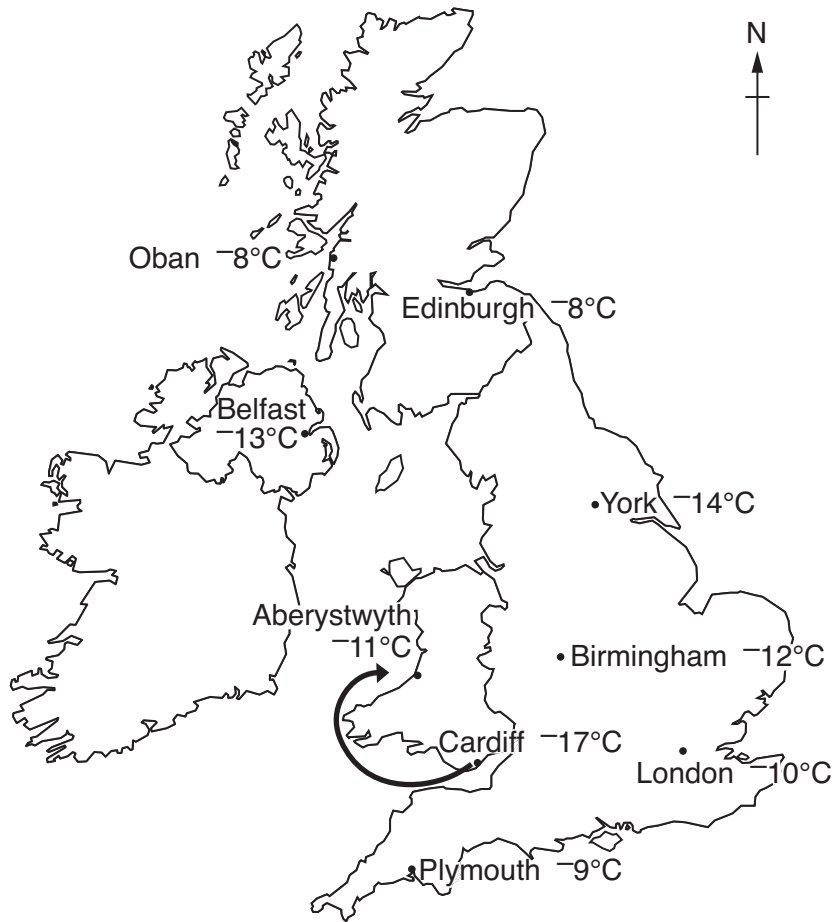 N
Oban ⁻8°C
Edinburgh ⁻8°C
Belfast
⁻13°C
York ⁻14°C
Aberystwyth
⁻11°C
Birmingham ⁻12°C
Cardiff ⁻17°C
London ⁻10°C
Plymouth ⁻9°C